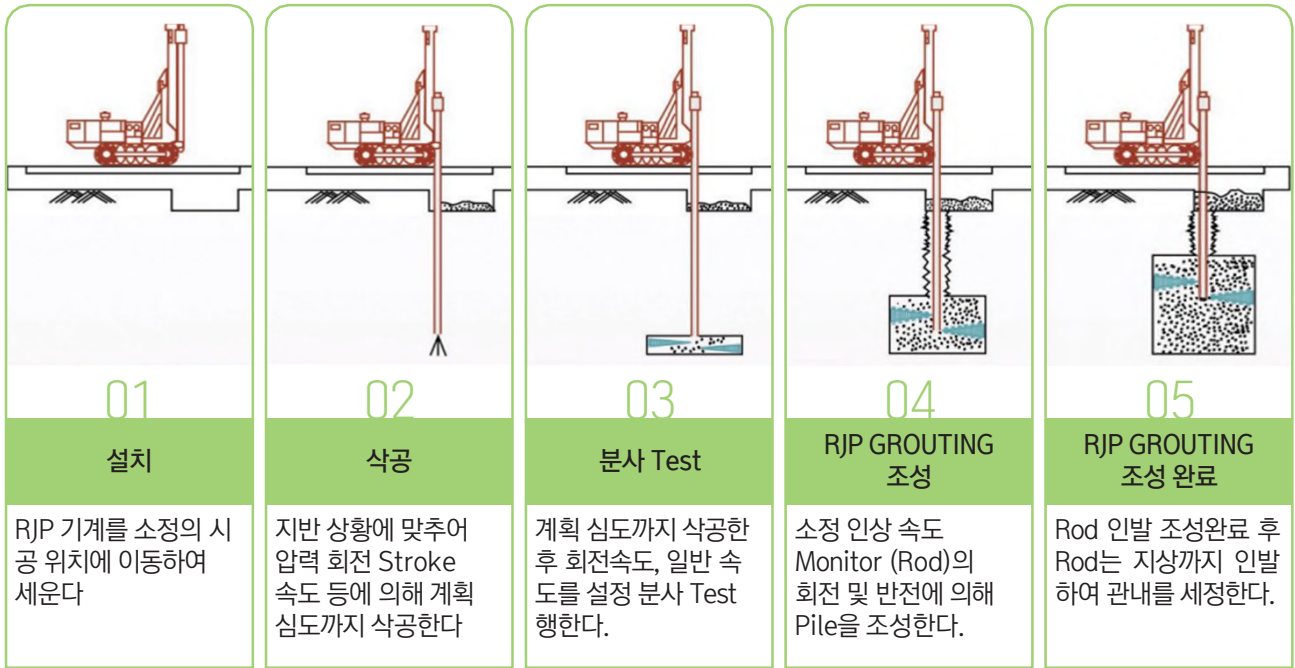 01
설치
RJP 기계를 소정의 시
공 위치에 이동하여
세운다
02
삭공
지반 상황에 맞추어
압력 회전 Stroke
속도 등에 의해 계획
심도까지 삭공한다
03
분사 Test
계획 심도까지 삭공한
후 회전속도, 일반 속
도를 설정 분사 Test
행한다.
04
RJP GROUTING
조성
소정 인상 속도
Monitor (Rod)의
회전 및 반전에 의해
Pile을 조성한다.
05
RJP GROUTING
조성 완료
Rod 인발 조성완료 후
Rod는 지상까지 인발
하여 관내를 세정한다.